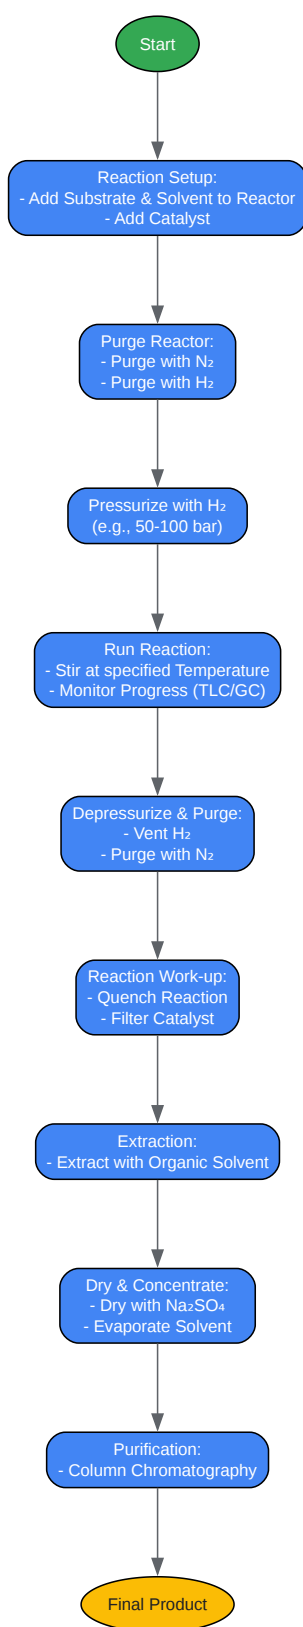 Start
Reaction Setup:
- Add Substrate & Solvent to Reactor
- Add Catalyst
Purge Reactor:
- Purge with N₂
- Purge with H₂
Pressurize with H₂
(e.g., 50-100 bar)
Run Reaction:
- Stir at specified Temperature
- Monitor Progress (TLC/GC)
Depressurize & Purge:
- Vent H₂
- Purge with N₂
Reaction Work-up:
- Quench Reaction
- Filter Catalyst
Extraction:
- Extract with Organic Solvent
Dry & Concentrate:
- Dry with Na₂SO₄
- Evaporate Solvent
Purification:
- Column Chromatography
Final Product